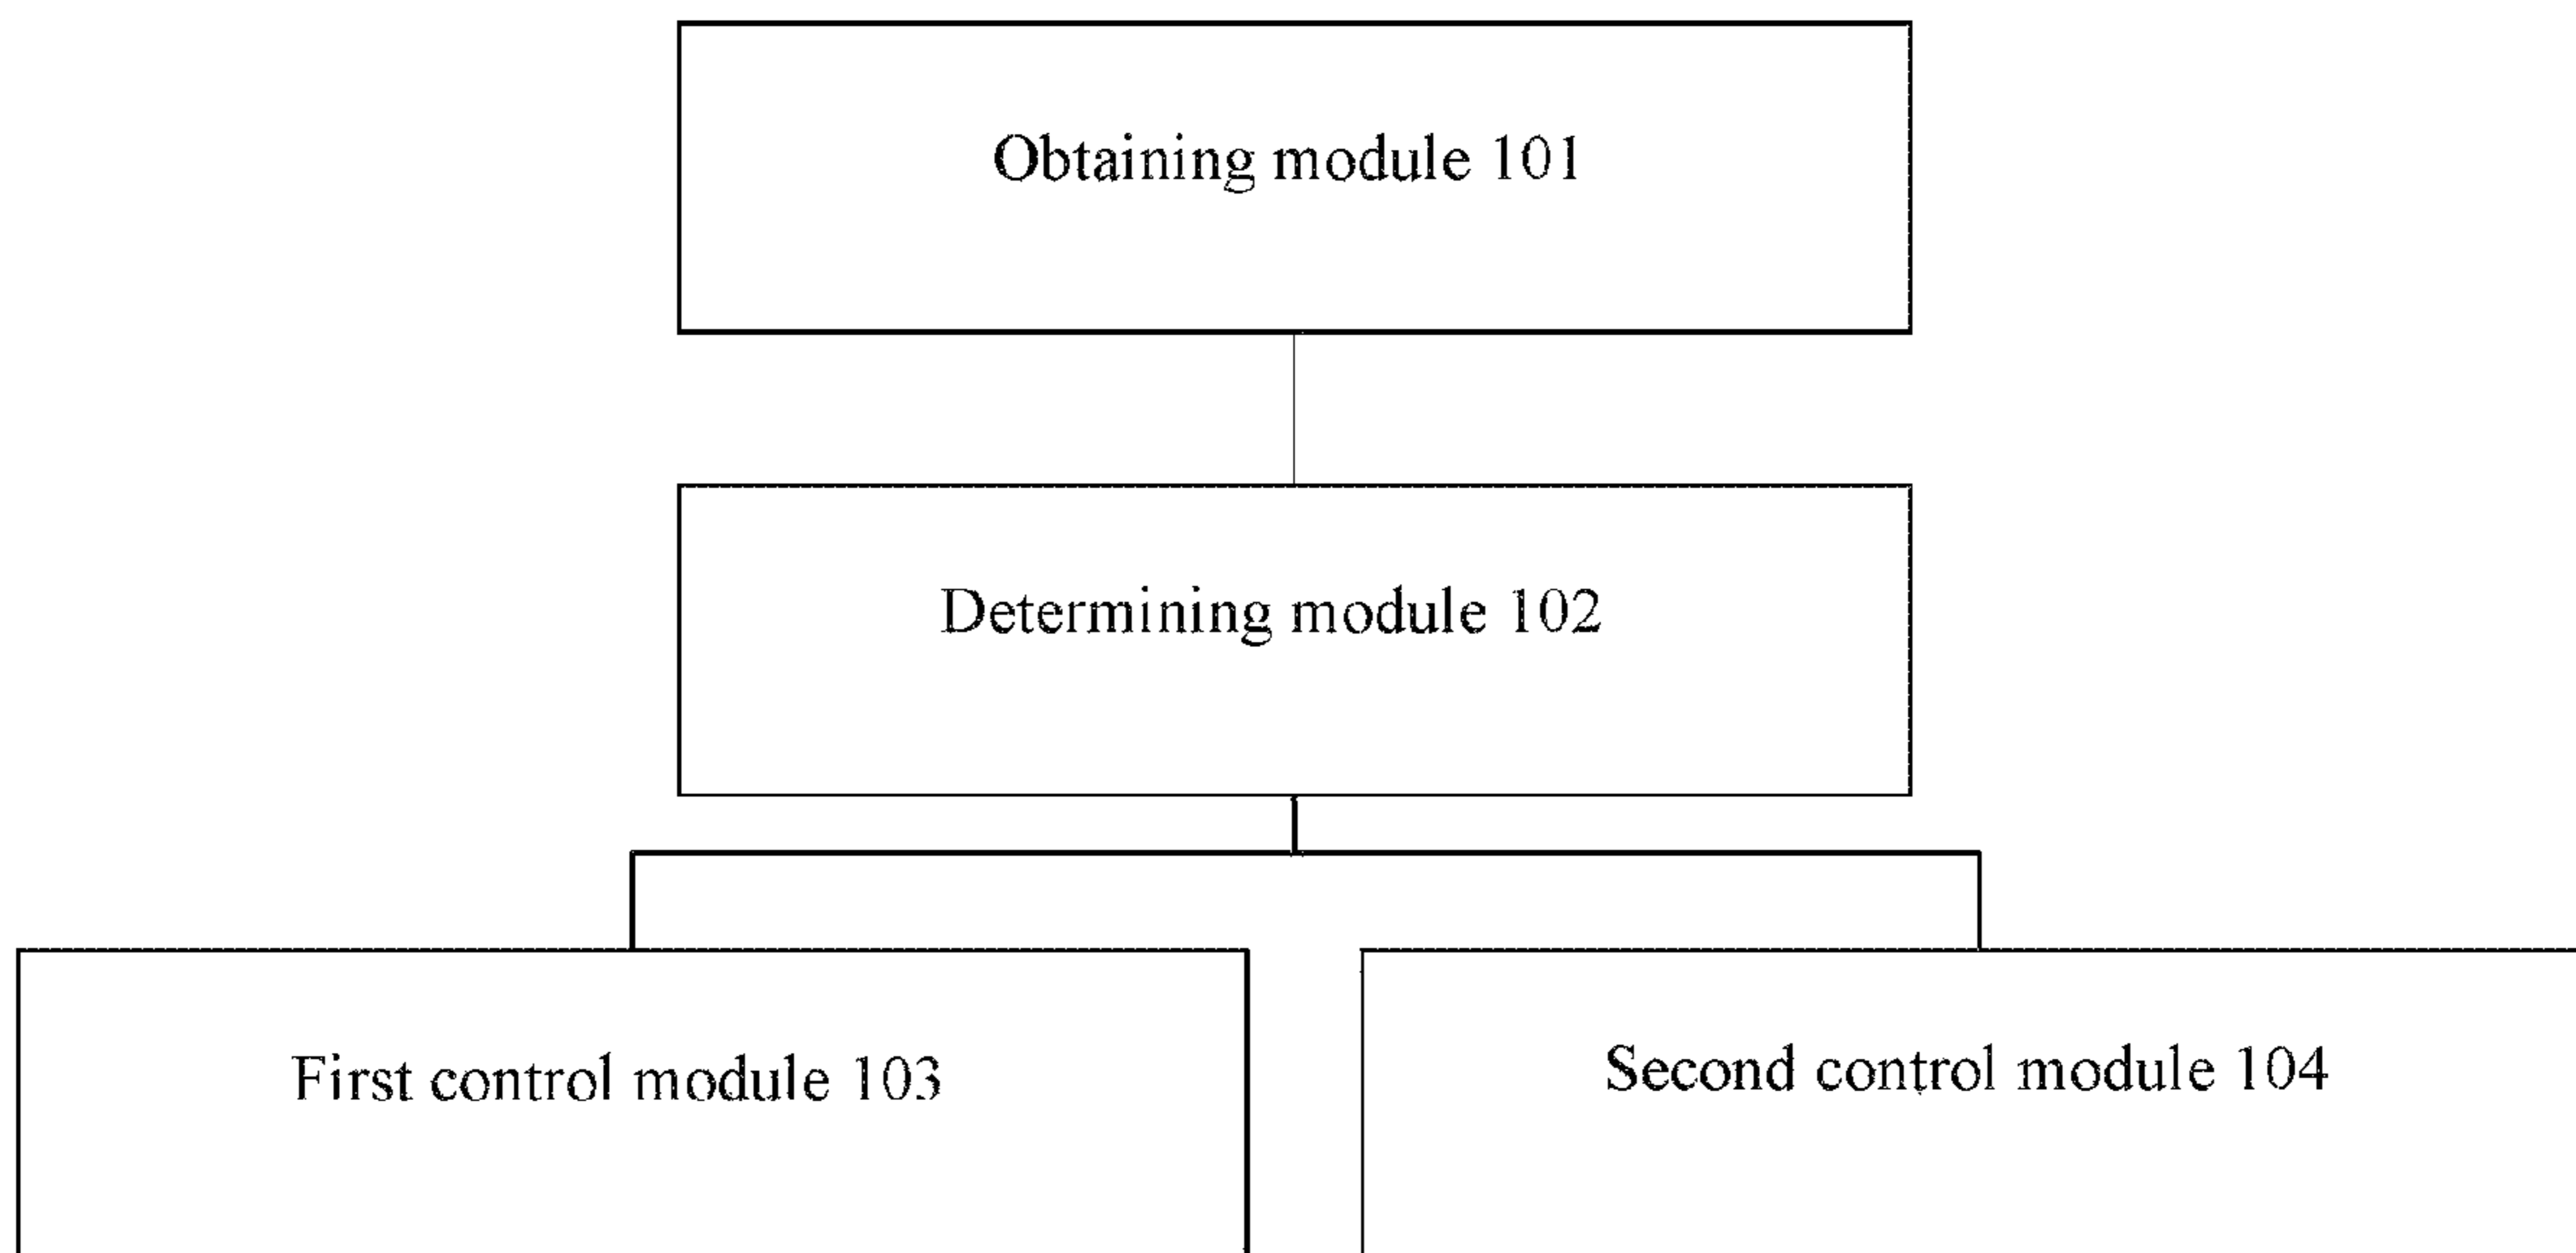 Obtaining module 101
Determining module 102
First control module 103
Second control module 104